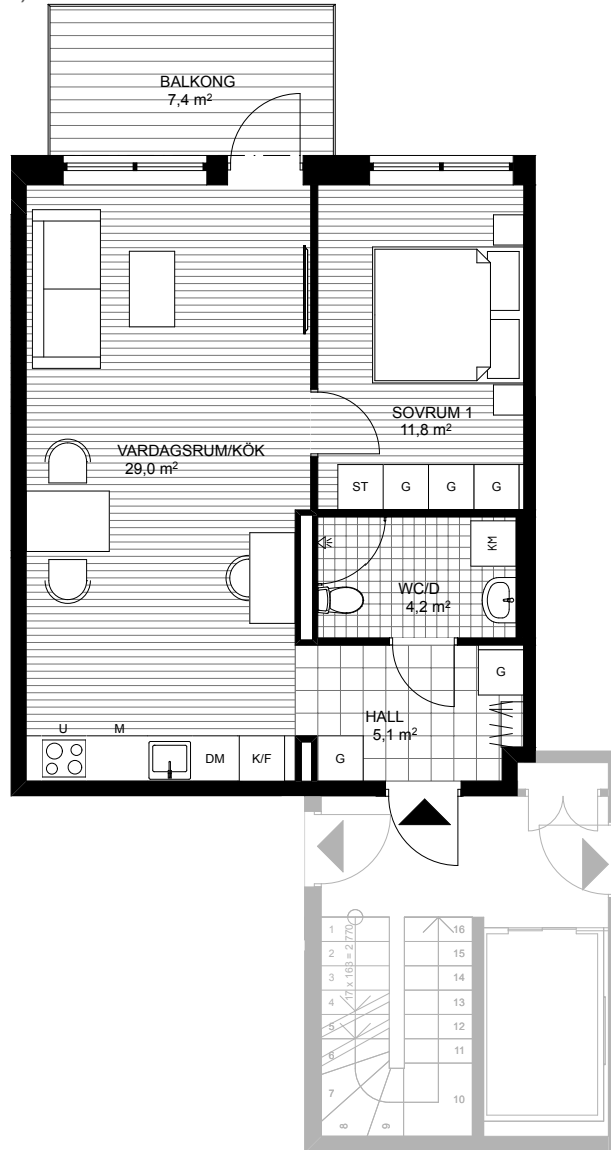 BALKONG
7,4 m²
SOVRUM 1
11,8 m²
VARDAGSRUM/KÖK
29,0 m²
ST G G G
KM
WC/D
4,2 m²
G
HALL
5,1 m²
U M
DM K/F G
17 x 163 = 2 770
1 16
2 15
3 14
4 13
5 12
6 11
7 10
8 9